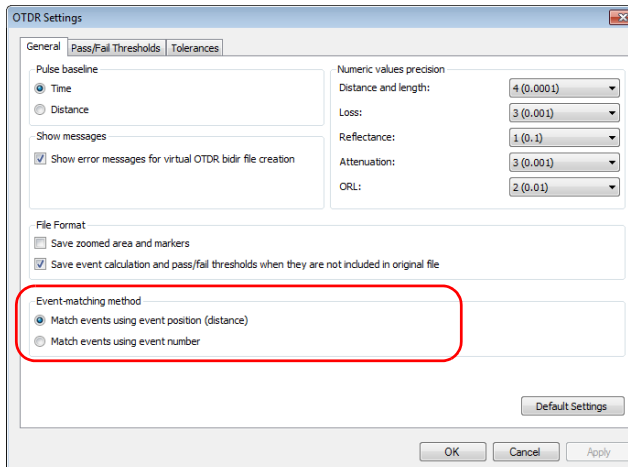 OTDR Settings
General Pass/Fail Thresholds Tolerances
Pulse baseline
Time
Distance
Show messages
Show error messages for virtual OTDR bidir file creation
Numeric values precision
Distance and length: 4 (0.0001)
Loss: 3 (0.001)
Reflectance: 1 (0.1)
Attenuation: 3 (0.001)
ORL: 2 (0.01)
File Format
Save zoomed area and markers
Save event calculation and pass/fail thresholds when they are not included in original file
Event-matching method
Match events using event position (distance)
Match events using event number
Default Settings
OK Cancel Apply